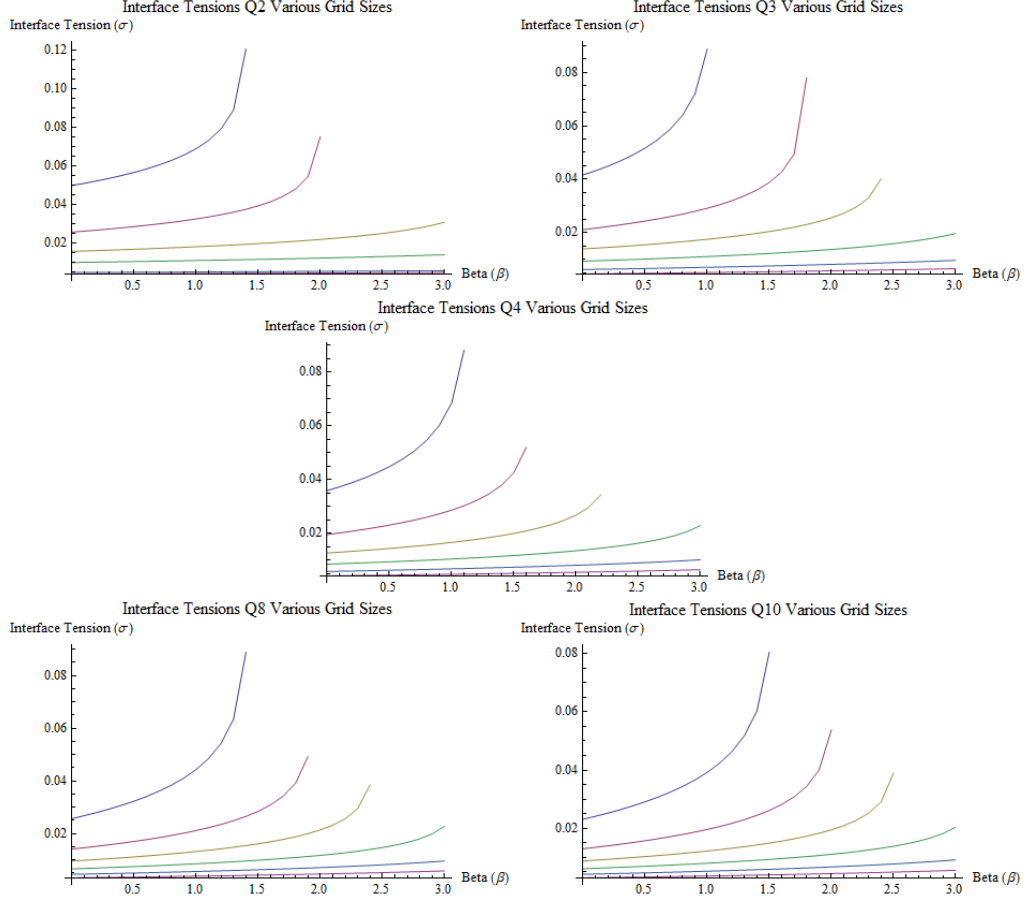 Interface Tensions Q2 Various Grid Sizes
Interface Tension (σ)
0.12
0.10
0.08
0.06
0.04
0.02
0.5 1.0 1.5 2.0 2.5 3.0 Beta (β)
Interface Tensions Q3 Various Grid Sizes
Interface Tension (σ)
0.08
0.06
0.04
0.02
0.5 1.0 1.5 2.0 2.5 3.0 Beta (β)
Interface Tensions Q4 Various Grid Sizes
Interface Tension (σ)
0.08
0.06
0.04
0.02
0.5 1.0 1.5 2.0 2.5 3.0 Beta (β)
Interface Tensions Q8 Various Grid Sizes
Interface Tension (σ)
0.08
0.06
0.04
0.02
0.5 1.0 1.5 2.0 2.5 3.0 Beta (β)
Interface Tensions Q10 Various Grid Sizes
Interface Tension (σ)
0.08
0.06
0.04
0.02
0.5 1.0 1.5 2.0 2.5 3.0 Beta (β)